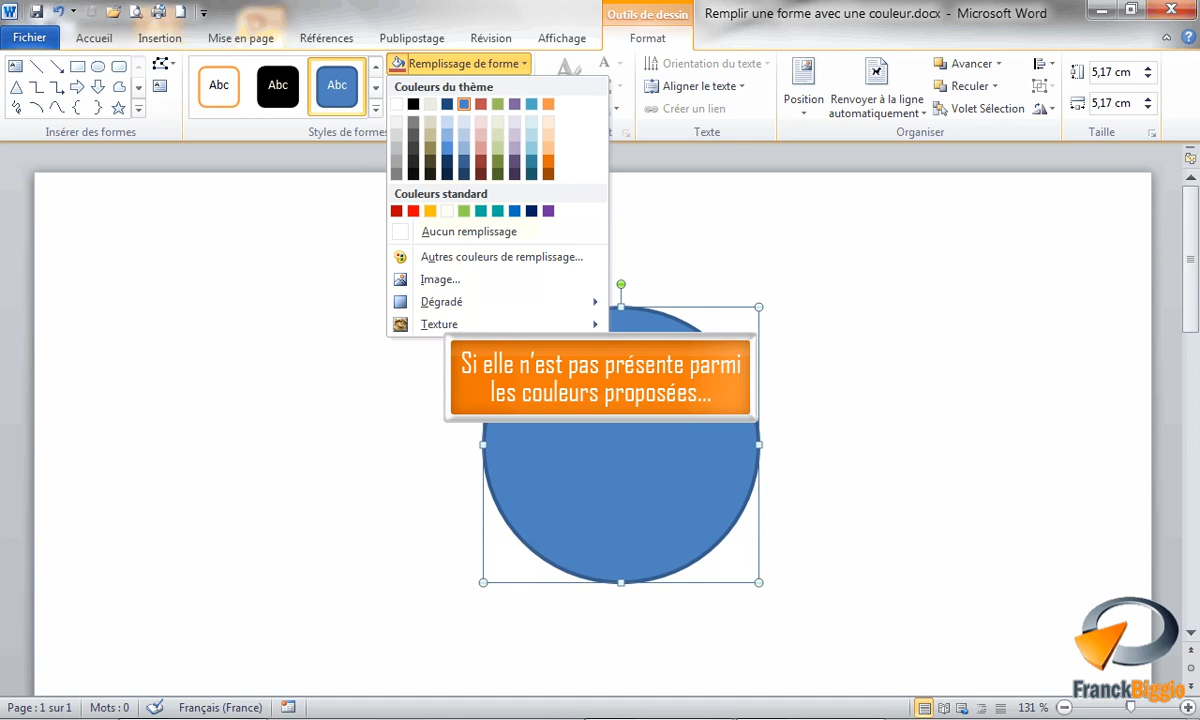 Outils de dessin
Remplir une forme avec une couleur.docx - Microsoft Word
Fichier Accueil Insertion Mise en page Références Publipostage Révision Affichage Format
Abc Abc Abc
Insérer des formes
Styles de formes
Remplissage de forme
Couleurs du thème
Couleurs standard
Aucun remplissage
Autres couleurs de remplissage...
Image...
Dégradé
Texture
Orientation du texte
Aligner le texte
Créer un lien
Texte
Position
Renvoyer à la ligne
automatiquement
Avancer
Reculer
Volet Sélection
Organiser
5,17 cm
5,17 cm
Taille
Si elle n'est pas présente parmi
les couleurs proposées...
FranckBiggio
Page : 1 sur 1 Mots : 0 Français (France) 131 %